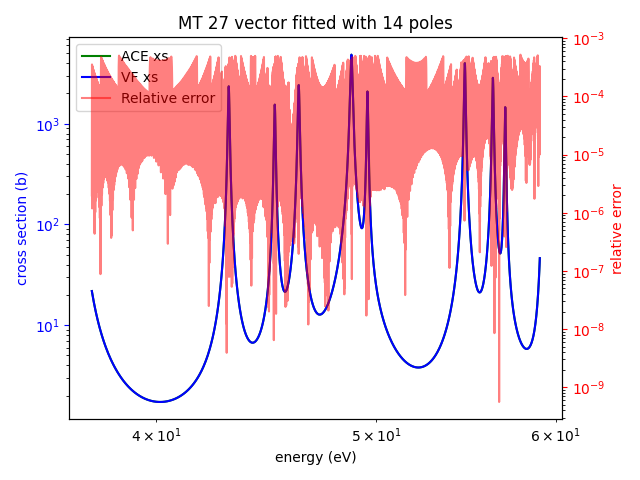 MT 27 vector fitted with 14 poles
ACE xs
VF xs
Relative error
cross section (b)
10³
10²
10¹
relative error
10⁻³
10⁻⁴
10⁻⁵
10⁻⁶
10⁻⁷
10⁻⁸
10⁻⁹
4 × 10¹
5 × 10¹
6 × 10¹
energy (eV)